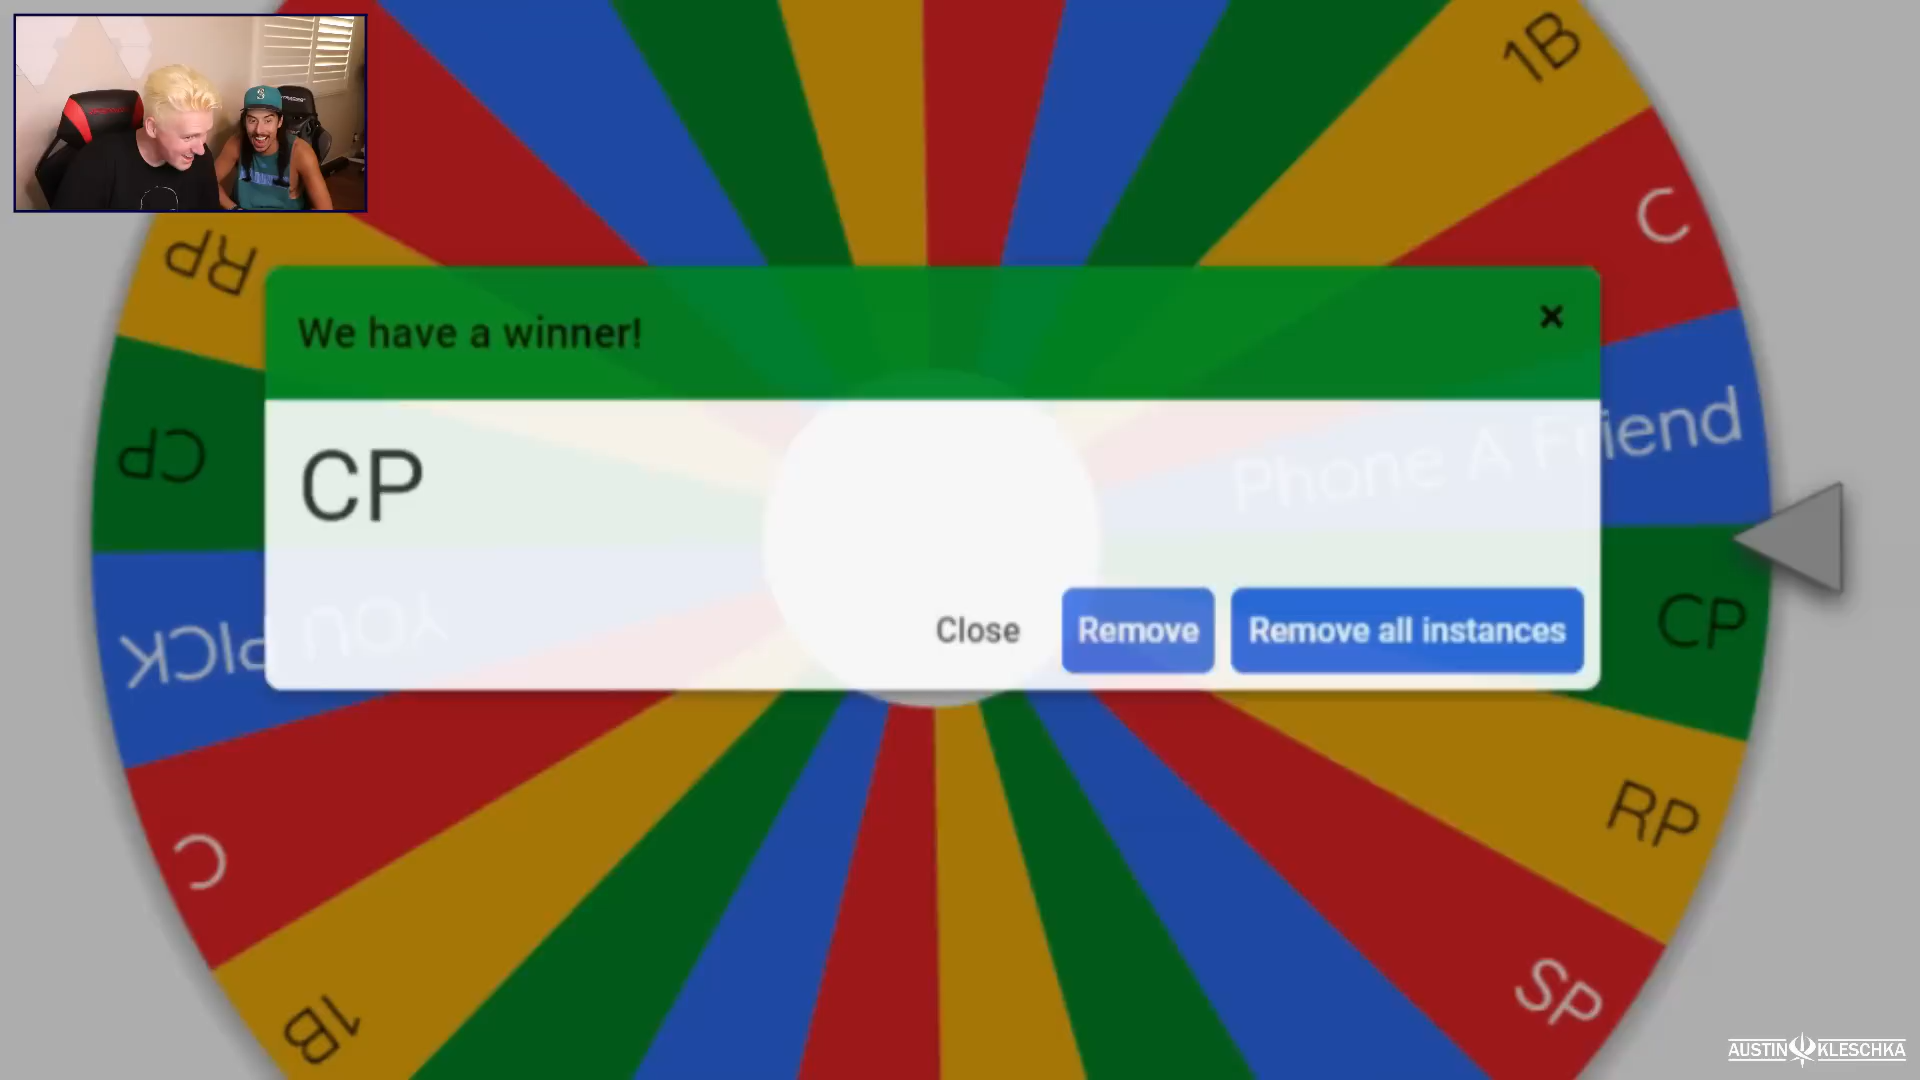 1B
C
RP
We have a winner!
×
Phone A Friend
CP
CP
CP
YOU PICK
Close
Remove
Remove all instances
RP
C
SP
1B
AUSTIN KLESCHKA